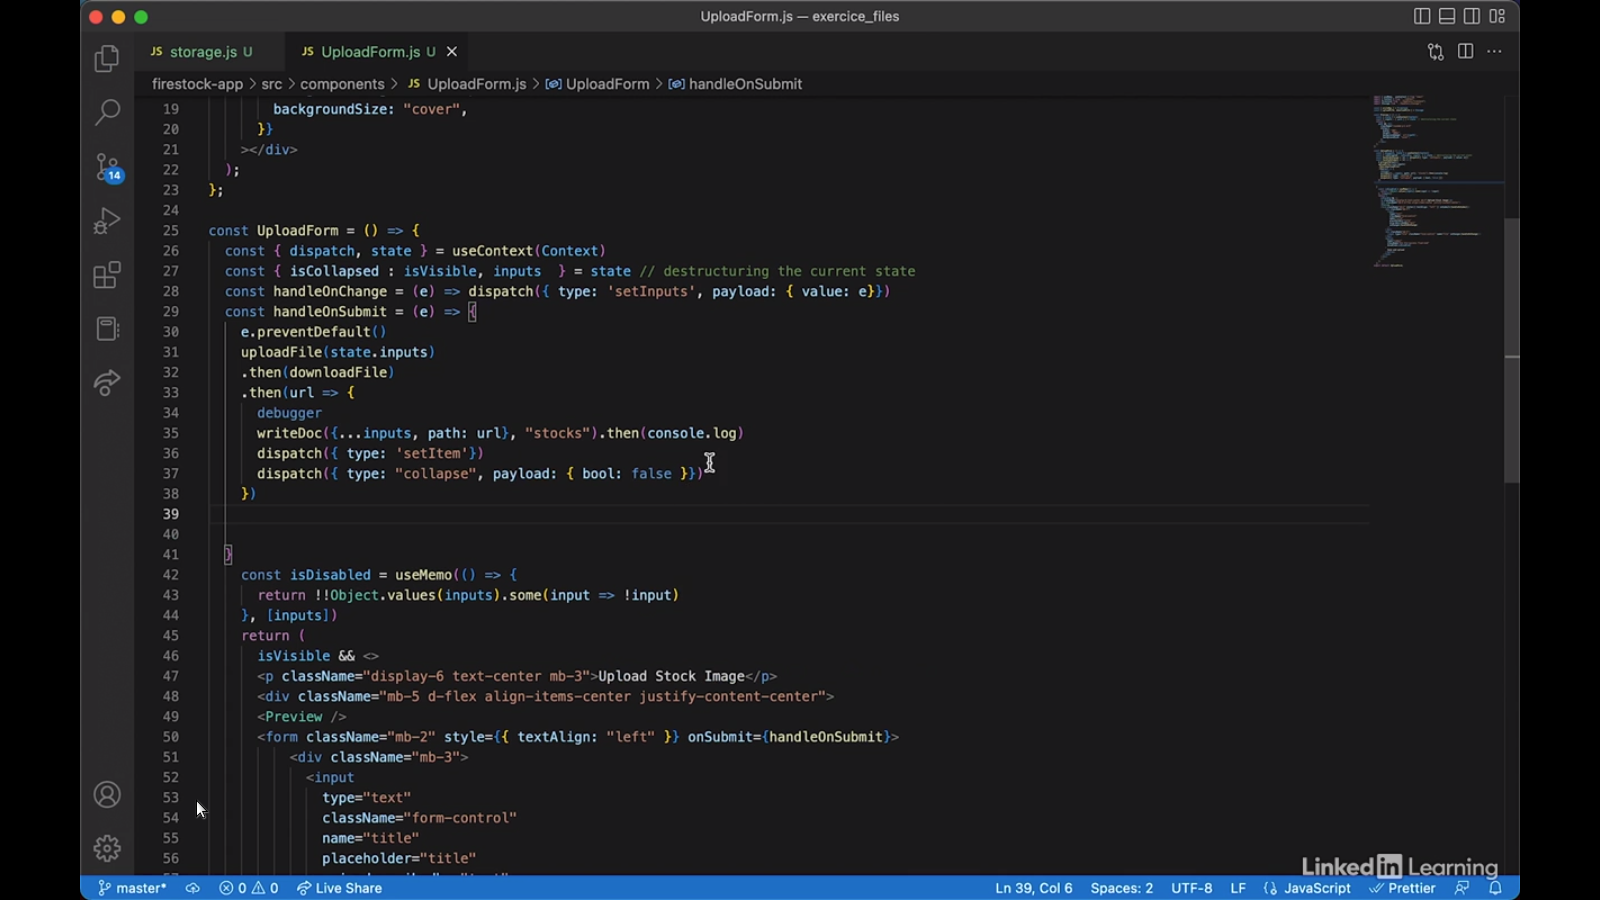 UploadForm.js — exercice_files
JS storage.js U
JS UploadForm.js U
firestock-app > src > components > JS UploadForm.js > UploadForm > handleOnSubmit
19 backgroundSize: "cover",
20 }}
21 ></div>
22 );
23 };
24
25 const UploadForm = () => {
26 const { dispatch, state } = useContext(Context)
27 const { isCollapsed : isVisible, inputs  } = state // destructuring the current state
28 const handleOnChange = (e) => dispatch({ type: 'setInputs', payload: { value: e}})
29 const handleOnSubmit = (e) => {
30 e.preventDefault()
31 uploadFile(state.inputs)
32 .then(downloadFile)
33 .then(url => {
34 debugger
35 writeDoc({...inputs, path: url}, "stocks").then(console.log)
36 dispatch({ type: 'setItem'})
37 dispatch({ type: "collapse", payload: { bool: false }})
38 })
39
40
41 }
42 const isDisabled = useMemo(() => {
43 return !!Object.values(inputs).some(input => !input)
44 }, [inputs])
45 return (
46 isVisible && <>
47 <p className="display-6 text-center mb-3">Upload Stock Image</p>
48 <div className="mb-5 d-flex align-items-center justify-content-center">
49 <Preview />
50 <form className="mb-2" style={{ textAlign: "left" }} onSubmit={handleOnSubmit}>
51 <div className="mb-3">
52 <input
53 type="text"
54 className="form-control"
55 name="title"
56 placeholder="title"
14
LinkedIn Learning
master* 0 0 Live Share Ln 39, Col 6 Spaces: 2 UTF-8 LF JavaScript Prettier